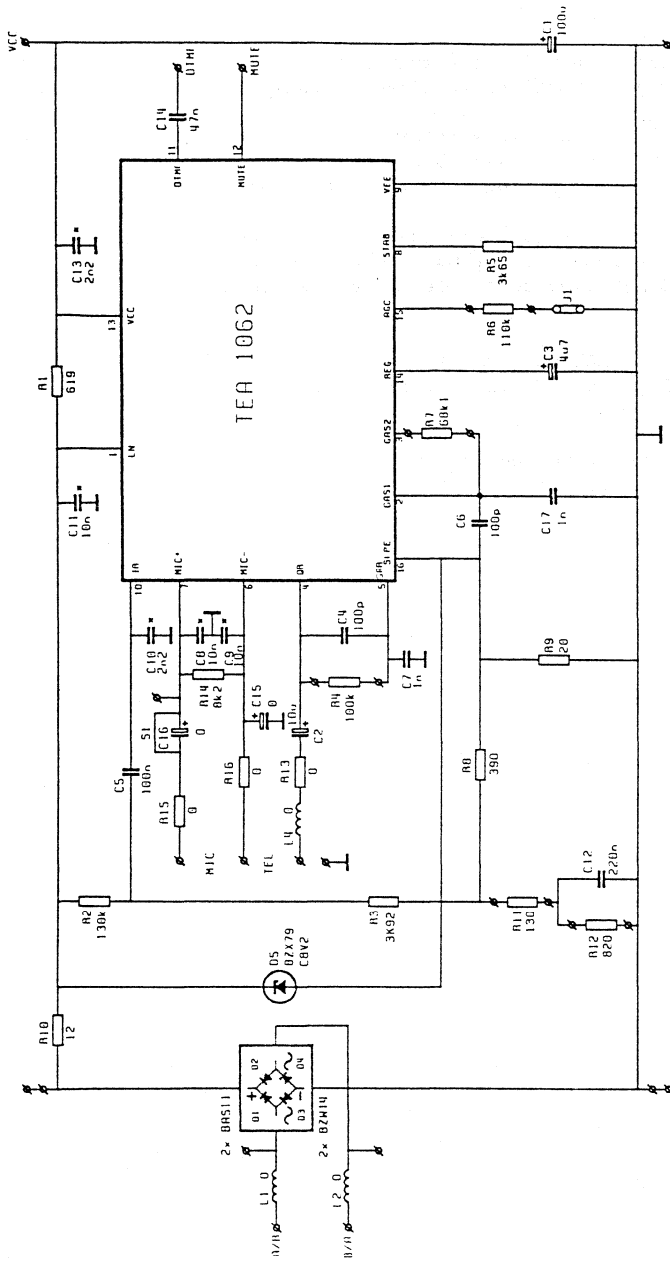 VCC
C1
100u
DTMF
MUTE
C14
47n
11
12
DTMF
MUTE
9
VEE
C13
2n2
*
8
STAB
R5
3k65
13
VCC
TEA 1062
15
AGC
R6
110k
J1
R1
619
14
REG
C3
4u7
1
LN
3
GAS2
R7
68k1
C11
10n
*
2
GAS1
C6
100p
C17
1n
16
SLPE
10
IR
7
MIC+
6
MIC-
4
QR
5
GAR
C10
2n2
*
C8
10n
*
C9
10n
*
R14
8k2
C4
100p
C7
1n
R9
20
S1
C16
0
C15
0
10u
C2
R4
100k
C5
100n
R15
0
R16
0
R13
0
L4 0
R8
390
MIC
TEL
R2
130k
R3
3K92
R11
130
C12
220n
R12
820
D5
BZX79
C8V2
R10
12
2x BAS11
D1
D2
D3
D4
2x BZW14
L1 0
L2 0
A/B
B/A